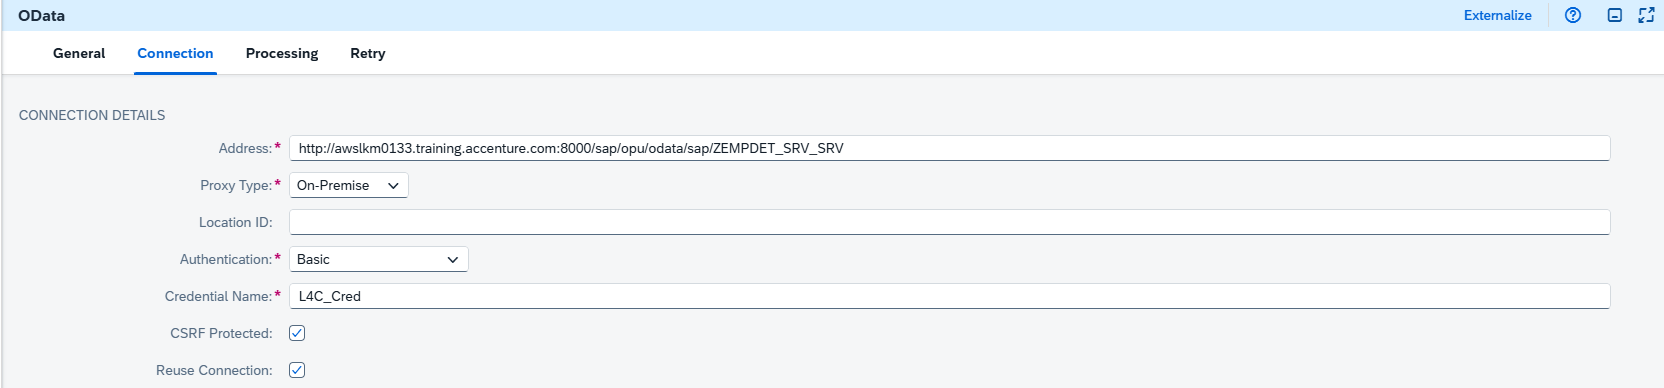 OData Externalize
General Connection Processing Retry
CONNECTION DETAILS
Address:* http://awslkm0133.training.accenture.com:8000/sap/opu/odata/sap/ZEMPDET_SRV_SRV
Proxy Type:* On-Premise
Location ID:
Authentication:* Basic
Credential Name:* L4C_Cred
CSRF Protected:
Reuse Connection: